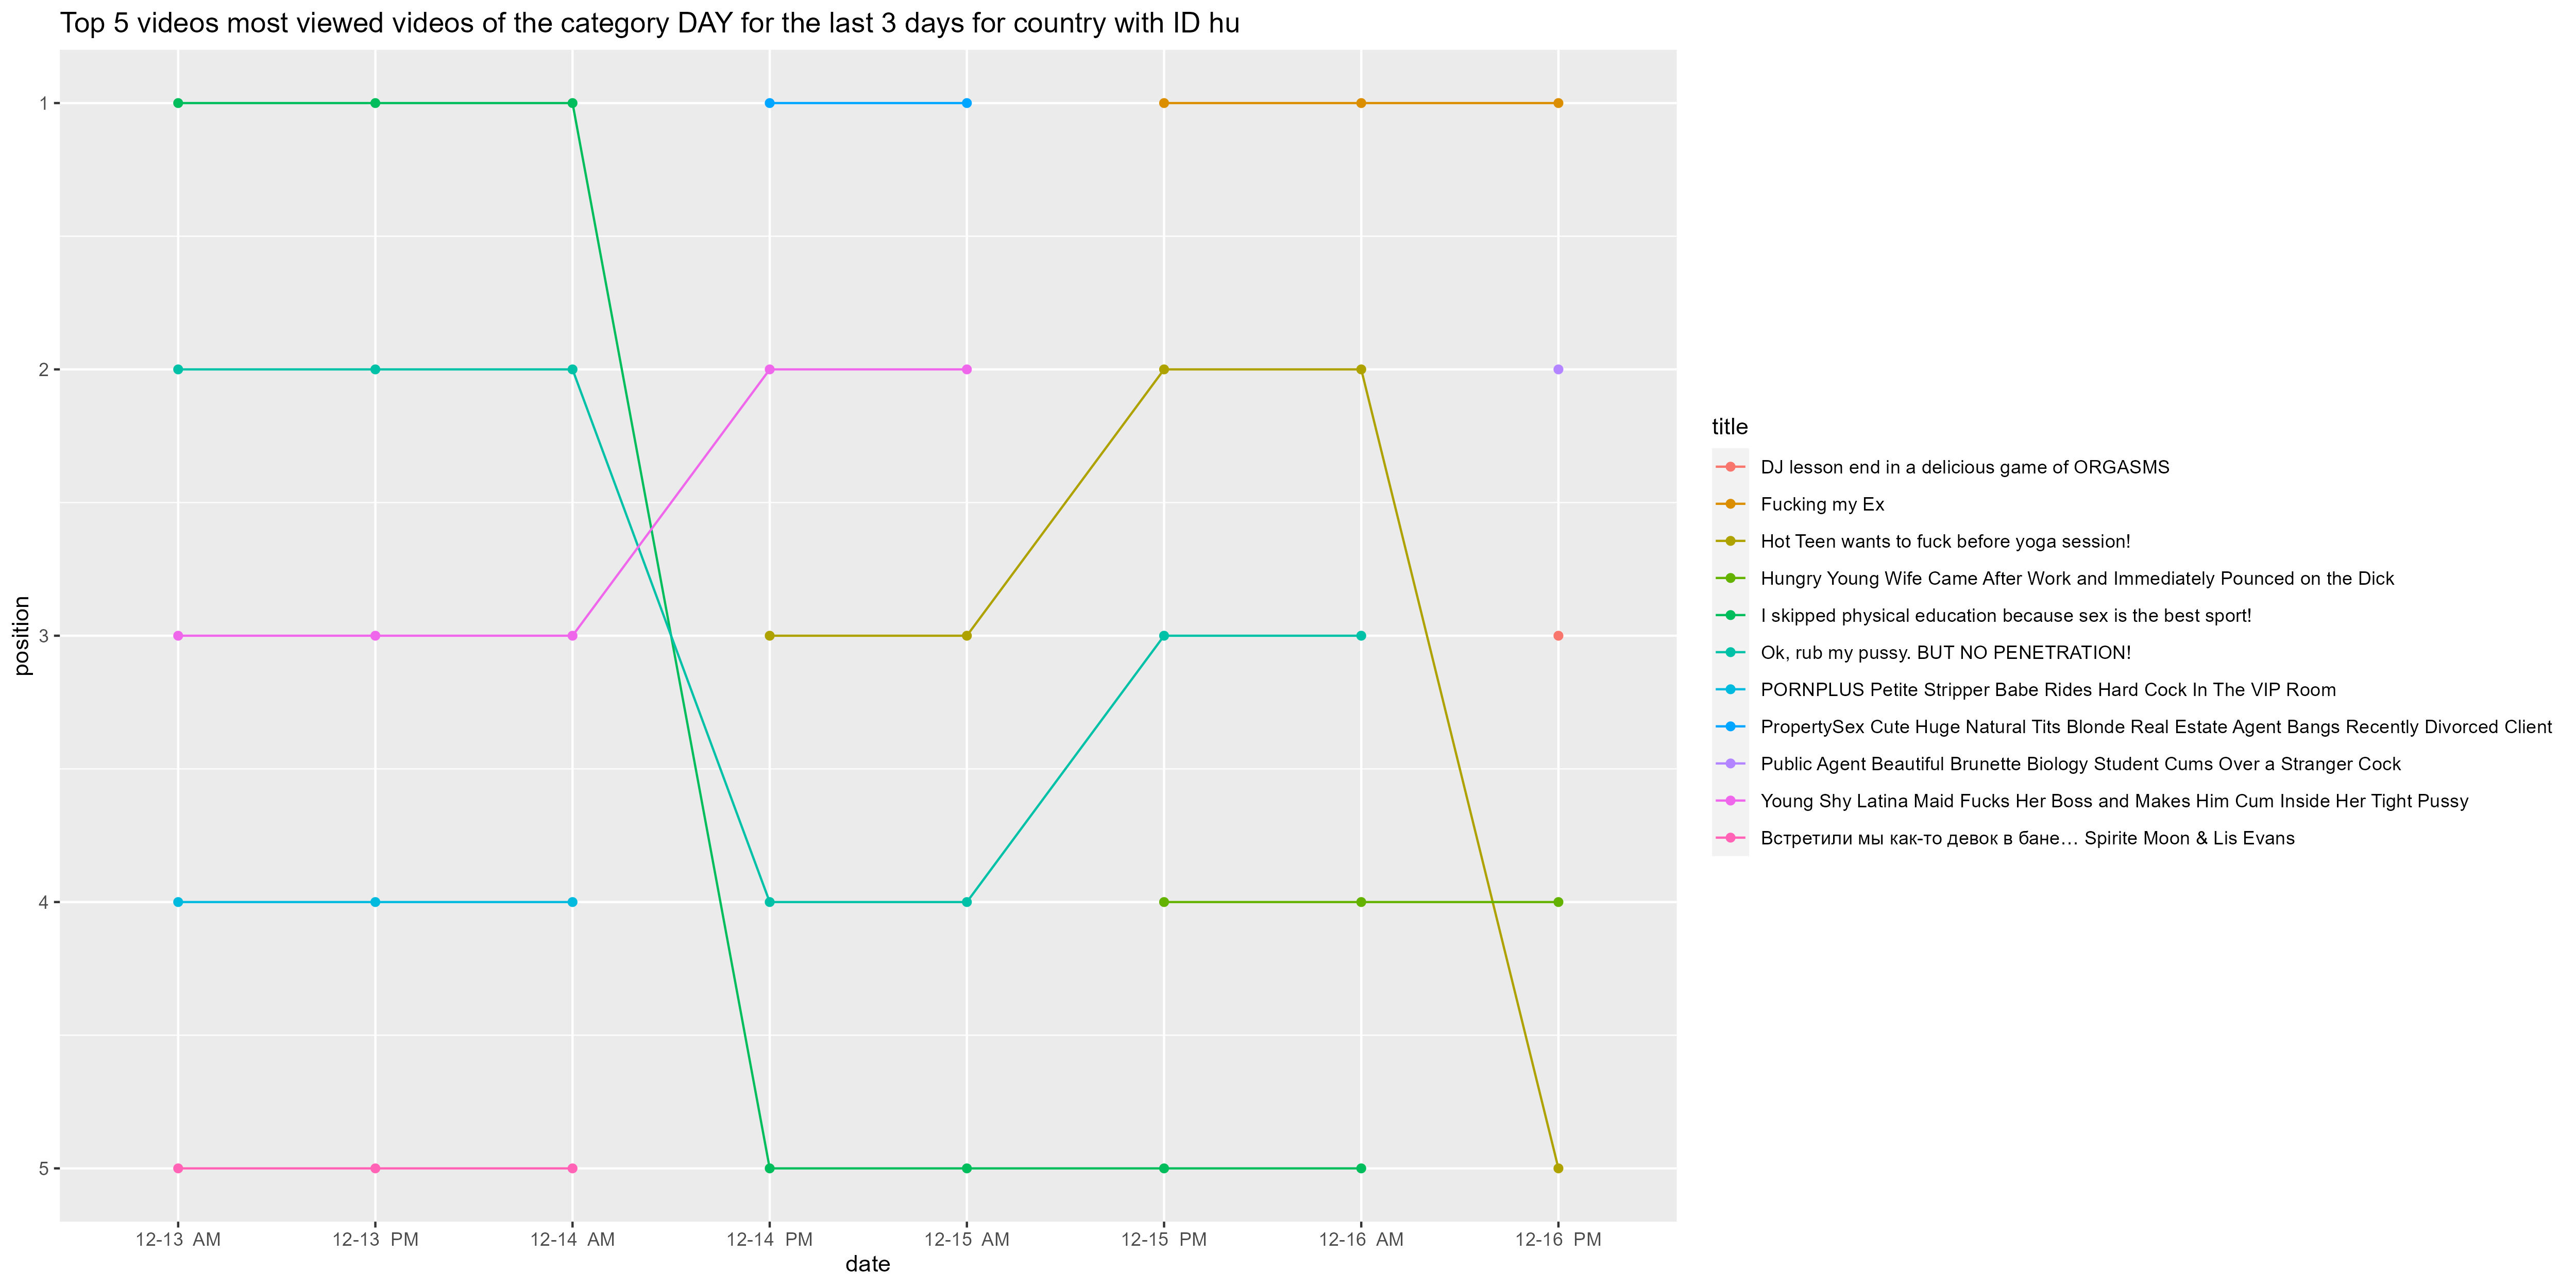 Top 5 videos most viewed videos of the category DAY for the last 3 days for country with ID hu
position
1
2
3
4
5
12-13 AM
12-13 PM
12-14 AM
12-14 PM
12-15 AM
12-15 PM
12-16 AM
12-16 PM
date
title
DJ lesson end in a delicious game of ORGASMS
Fucking my Ex
Hot Teen wants to fuck before yoga session!
Hungry Young Wife Came After Work and Immediately Pounced on the Dick
I skipped physical education because sex is the best sport!
Ok, rub my pussy. BUT NO PENETRATION!
PORNPLUS Petite Stripper Babe Rides Hard Cock In The VIP Room
PropertySex Cute Huge Natural Tits Blonde Real Estate Agent Bangs Recently Divorced Client
Public Agent Beautiful Brunette Biology Student Cums Over a Stranger Cock
Young Shy Latina Maid Fucks Her Boss and Makes Him Cum Inside Her Tight Pussy
Встретили мы как-то девок в бане… Spirite Moon & Lis Evans